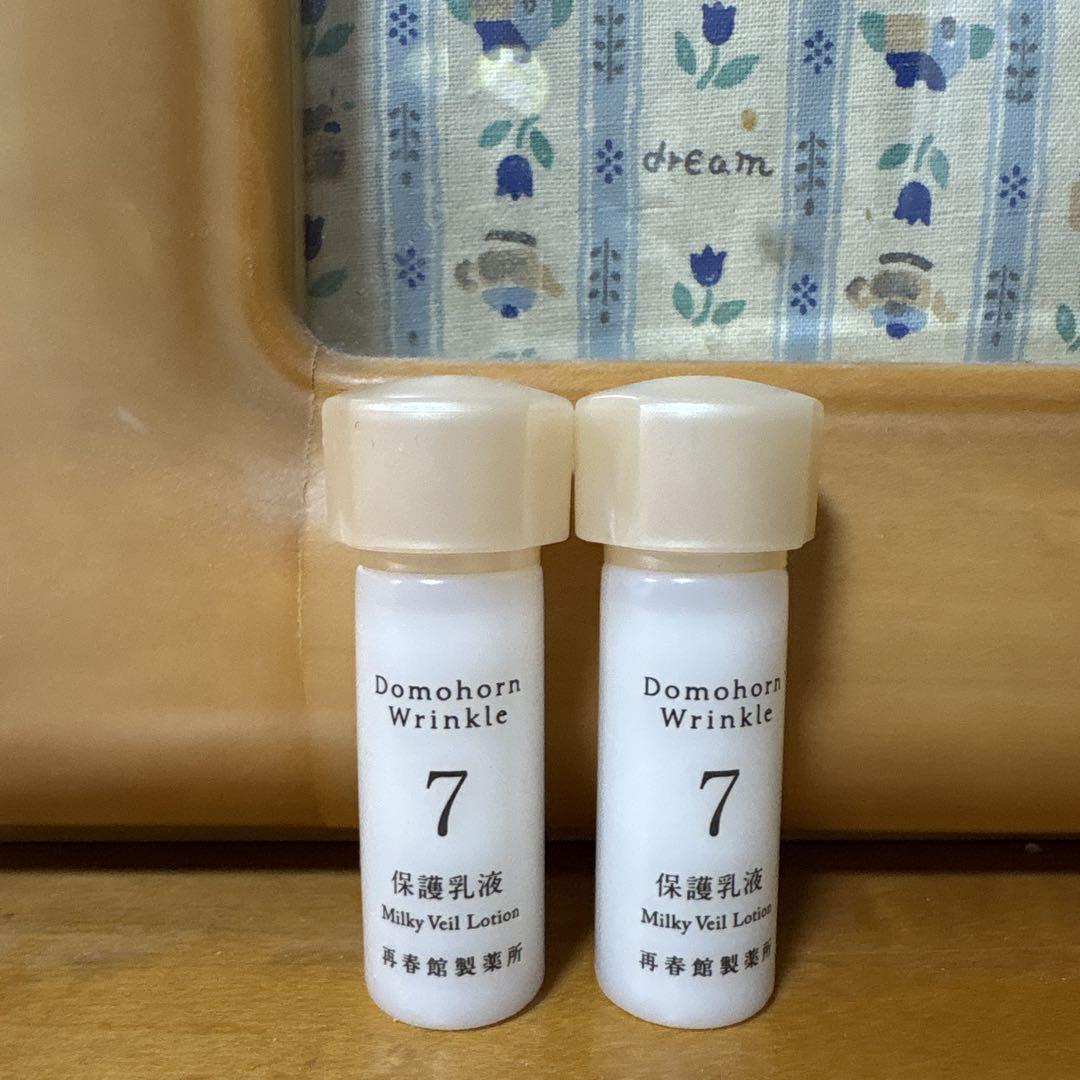 dream
Domohorn
Wrinkle
7
保護乳液
Milky Veil Lotion
再春館製薬所
Domohorn
Wrinkle
7
保護乳液
Milky Veil Lotion
再春館製薬所